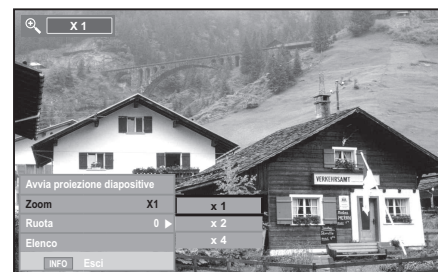 X 1
Avvia proiezione diapositive
Zoom X1
Ruota 0
Elenco
INFO Esci
x 1
x 2
x 4
VERKEHRSAMT